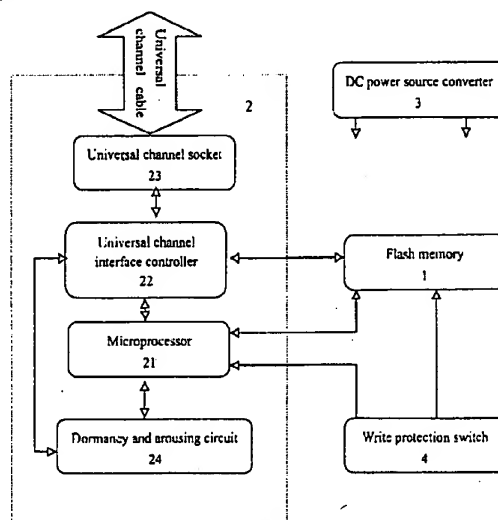 Universal
channel cable
2
DC power source converter
3
Universal channel socket
23
Universal channel
interface controller
22
Flash memory
1
Microprocessor
21
Dormancy and arousing circuit
24
Write protection switch
4